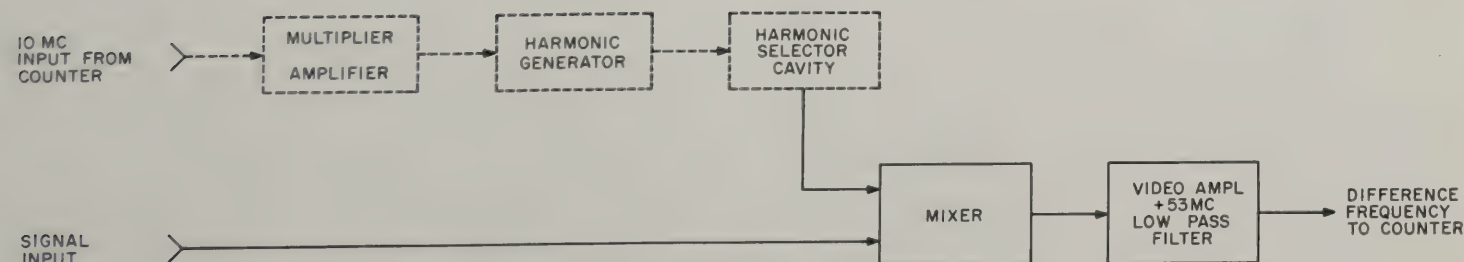 10 MC
INPUT FROM
COUNTER
MULTIPLIER
AMPLIFIER
HARMONIC
GENERATOR
HARMONIC
SELECTOR
CAVITY
MIXER
VIDEO AMPL
+53MC
LOW PASS
FILTER
DIFFERENCE
FREQUENCY
TO COUNTER
SIGNAL
INPUT